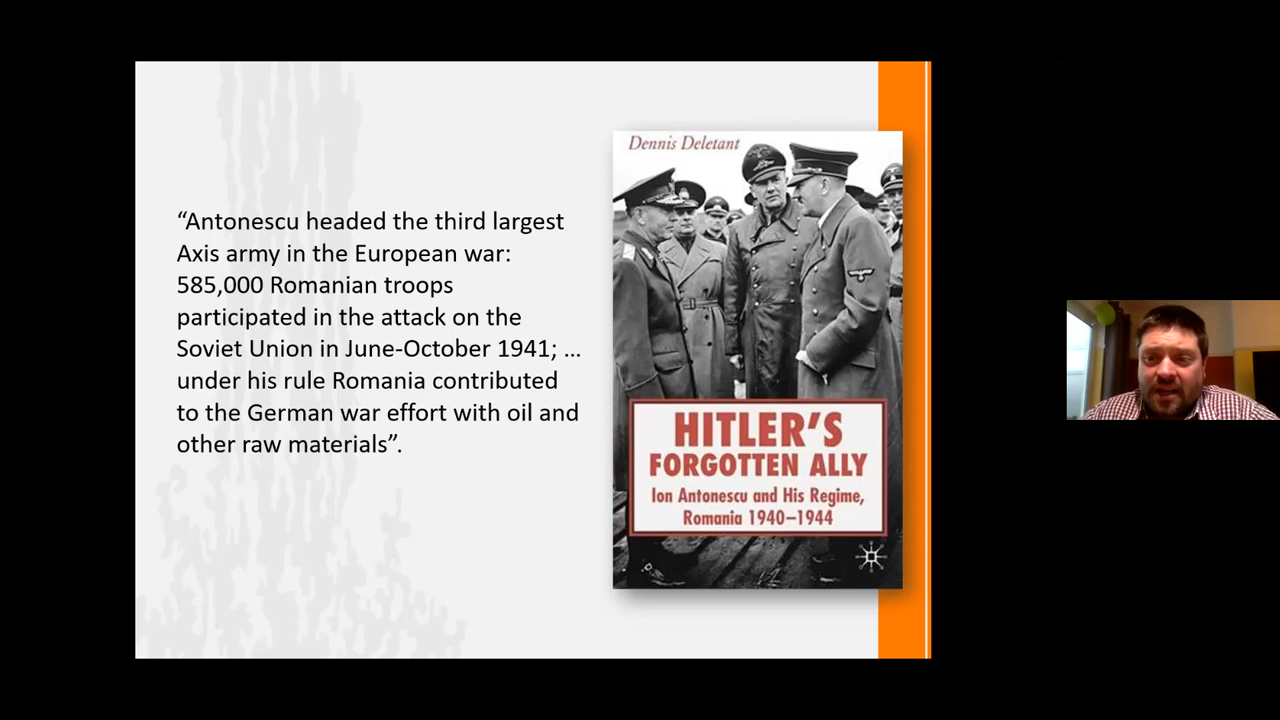 “Antonescu headed the third largest
Axis army in the European war:
585,000 Romanian troops
participated in the attack on the
Soviet Union in June-October 1941; …
under his rule Romania contributed
to the German war effort with oil and
other raw materials”.
Dennis Deletant
HITLER’S
FORGOTTEN ALLY
Ion Antonescu and His Regime,
Romania 1940–1944